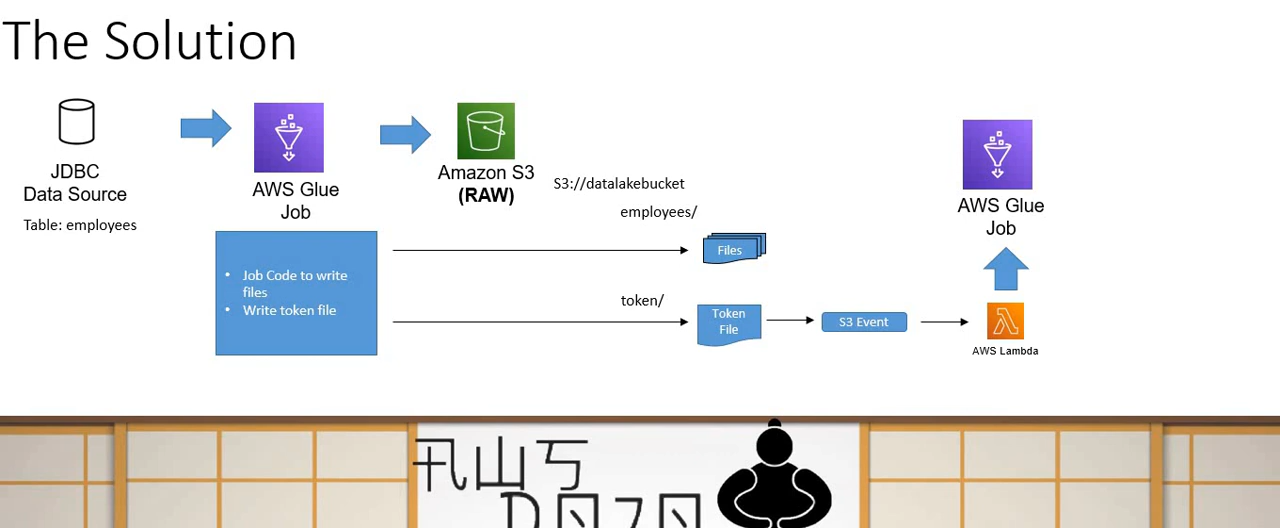 The Solution
JDBC
Data Source
Table: employees
AWS Glue
Job
• Job Code to write
files
• Write token file
Amazon S3
(RAW)
S3://datalakebucket
employees/
Files
token/
Token
File
S3 Event
AWS Lambda
AWS Glue
Job